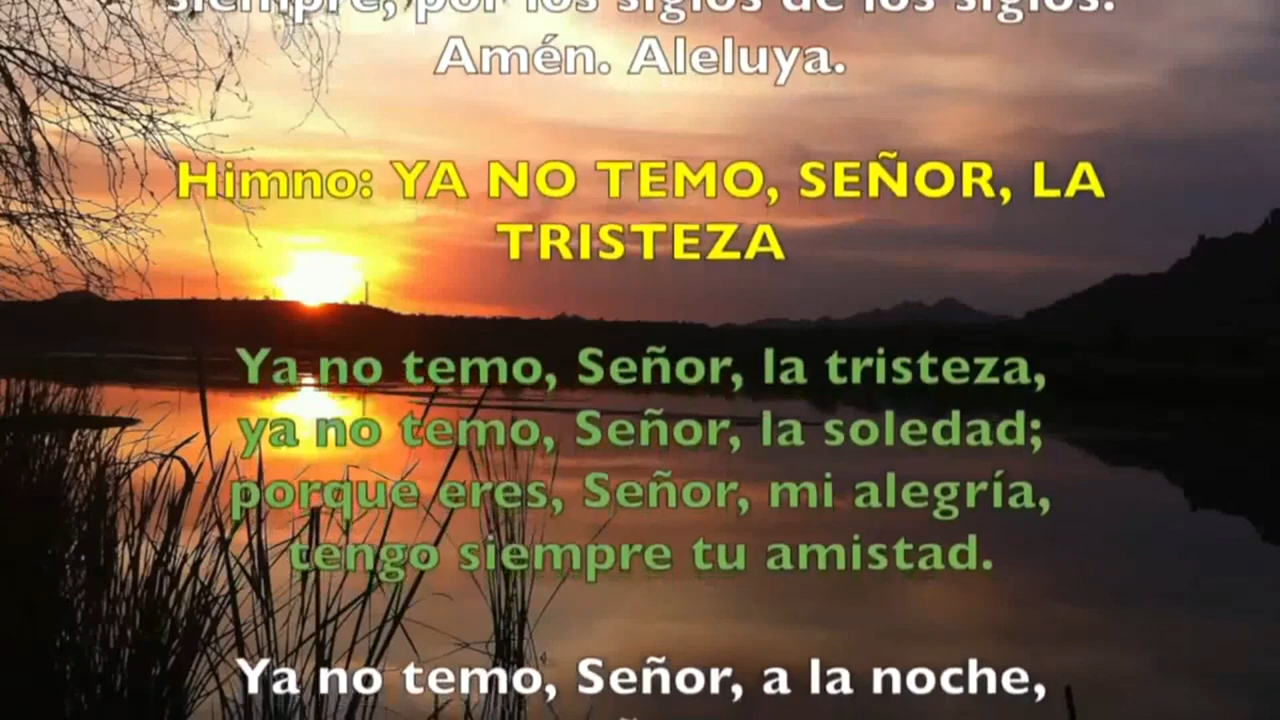 siempre, por los siglos de los siglos.
Amén. Aleluya.
Himno: YA NO TEMO, SEÑOR, LA
TRISTEZA
Ya no temo, Señor, la tristeza,
ya no temo, Señor, la soledad;
porque eres, Señor, mi alegría,
tengo siempre tu amistad.
Ya no temo, Señor, a la noche,